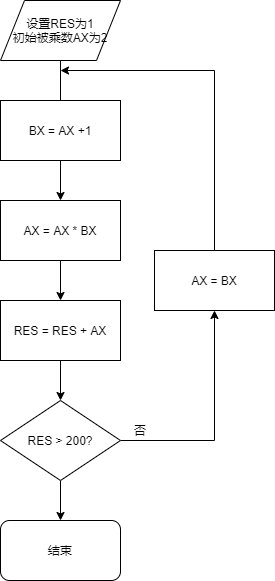 设置RES为1
初始被乘数AX为2
BX = AX +1
AX = AX * BX
AX = BX
RES = RES + AX
RES > 200?
否
结束